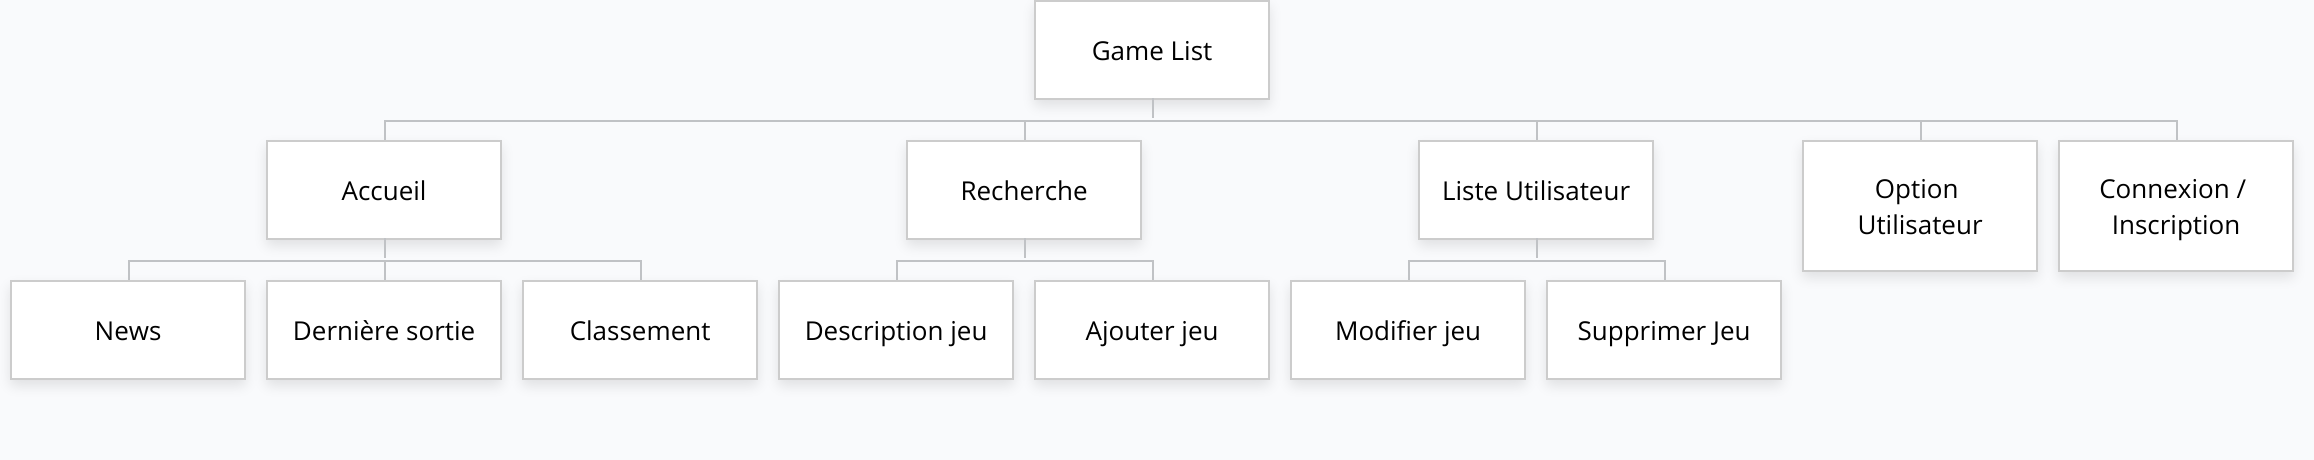 Game List
Accueil
Recherche
Liste Utilisateur
Option
Utilisateur
Connexion /
Inscription
News
Dernière sortie
Classement
Description jeu
Ajouter jeu
Modifier jeu
Supprimer Jeu